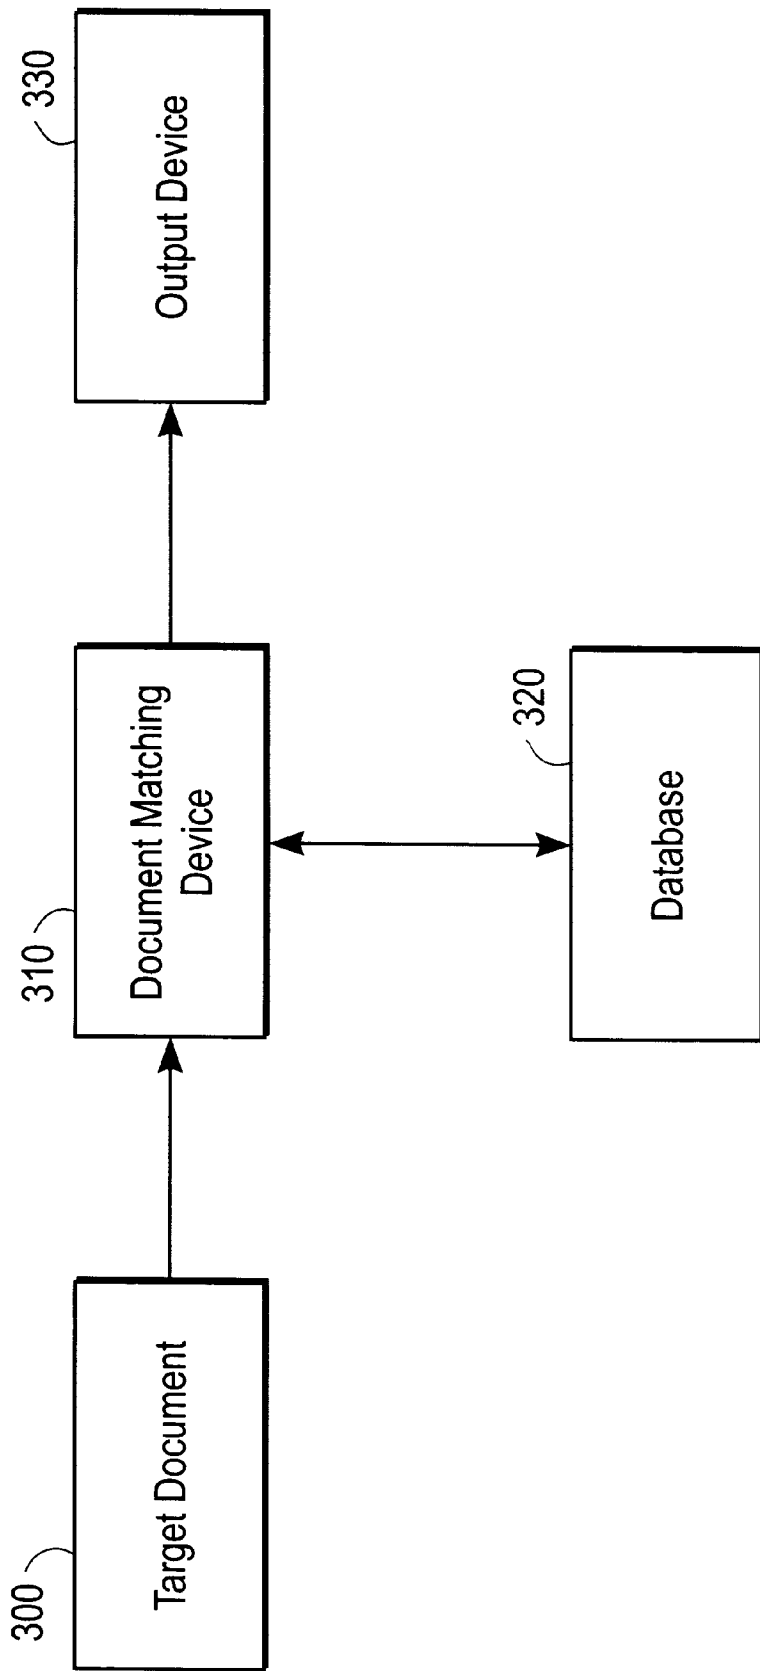 300
Target Document
310
Document Matching
Device
330
Output Device
320
Database